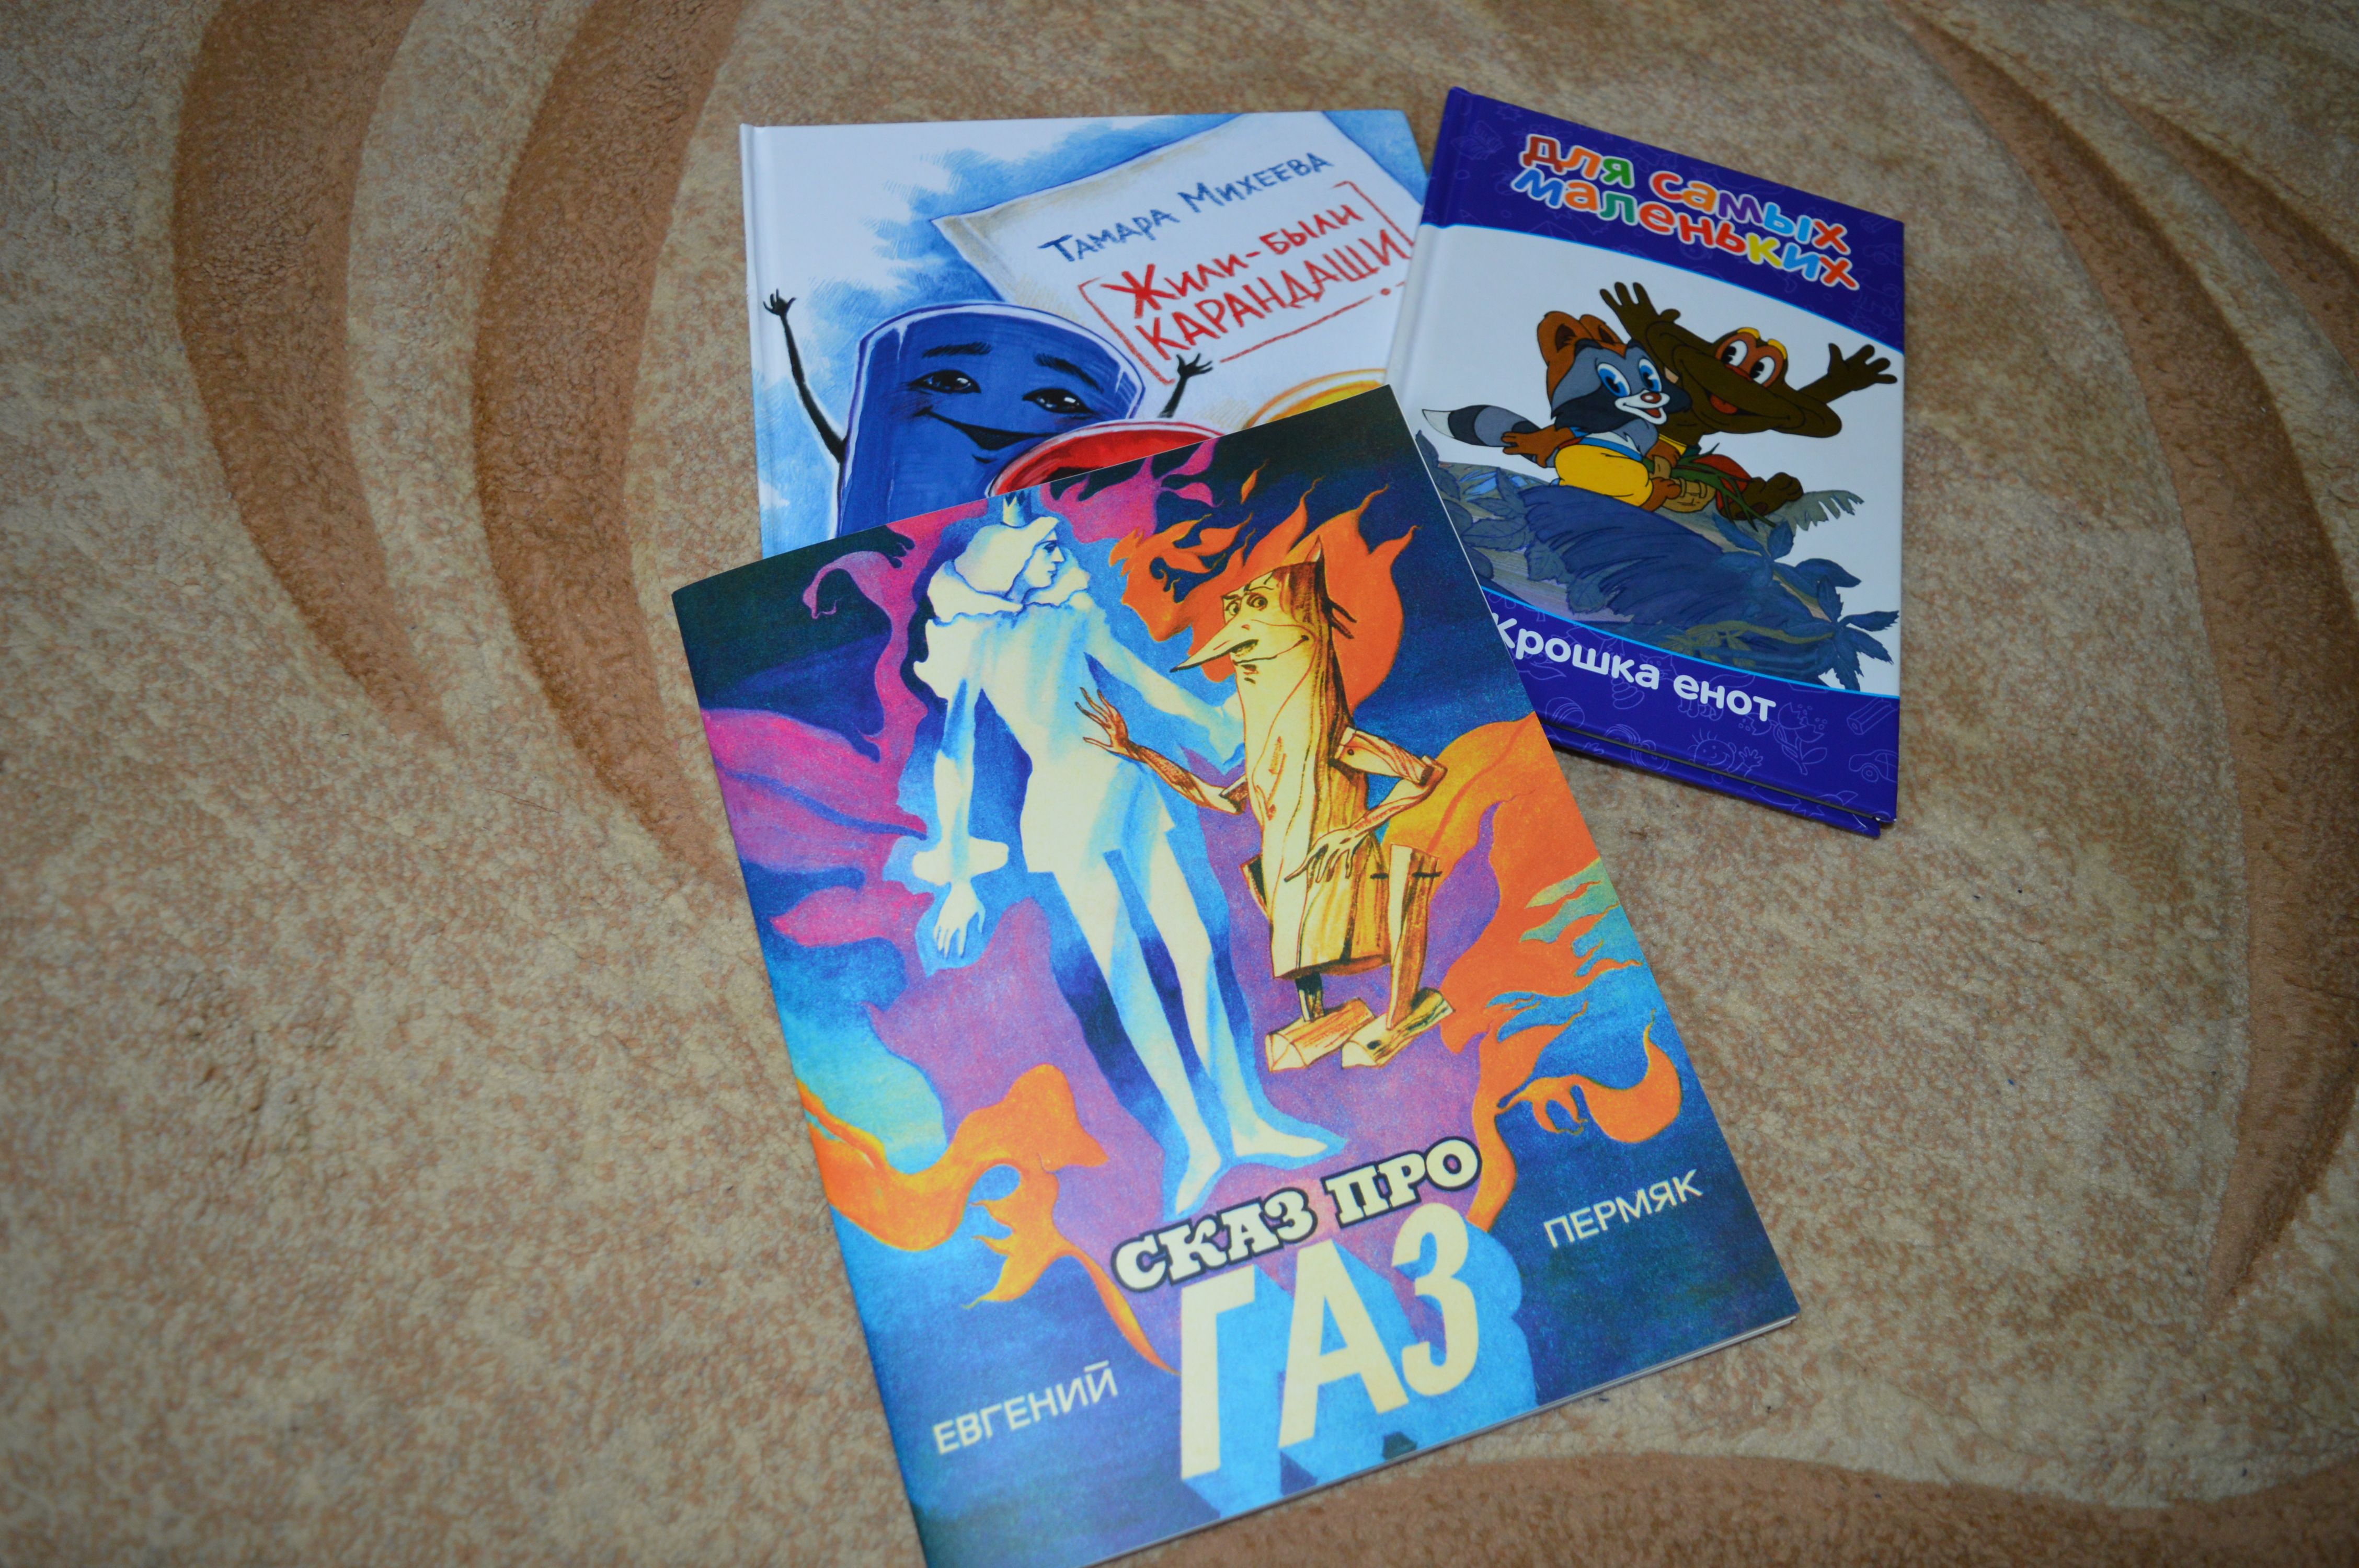 Тамара Михеева
Жили-были
карандаши
для самых
маленьких
Крошка енот
СКАЗ ПРО
ГАЗ
ЕВГЕНИЙ
ПЕРМЯК